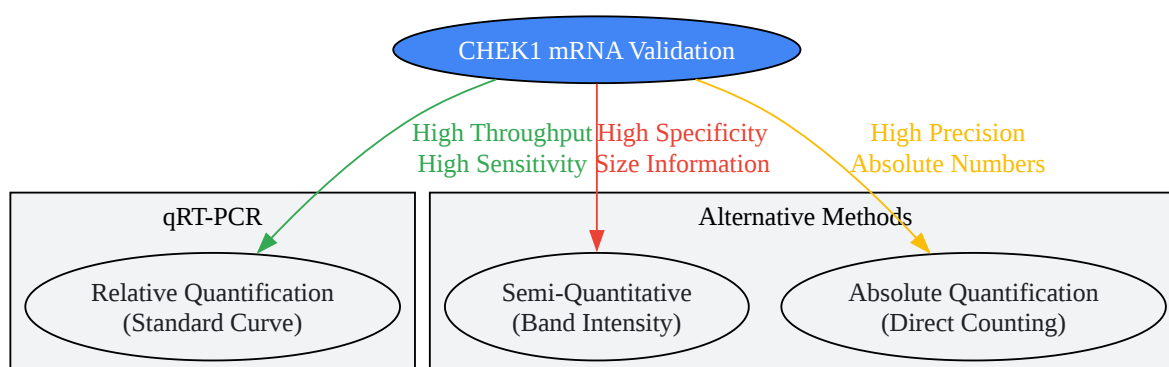 CHEK1 mRNA Validation
High Throughput
High Sensitivity
High Specificity
Size Information
High Precision
Absolute Numbers
qRT-PCR
Alternative Methods
Relative Quantification
(Standard Curve)
Semi-Quantitative
(Band Intensity)
Absolute Quantification
(Direct Counting)